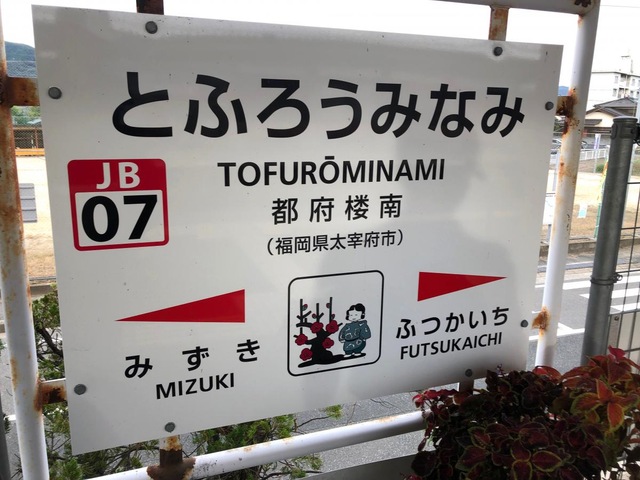 とふろうみなみ
JB
07
TOFURŌMINAMI
都府楼南
（福岡県太宰府市）
みずき
MIZUKI
ふつかいち
FUTSUKAICHI